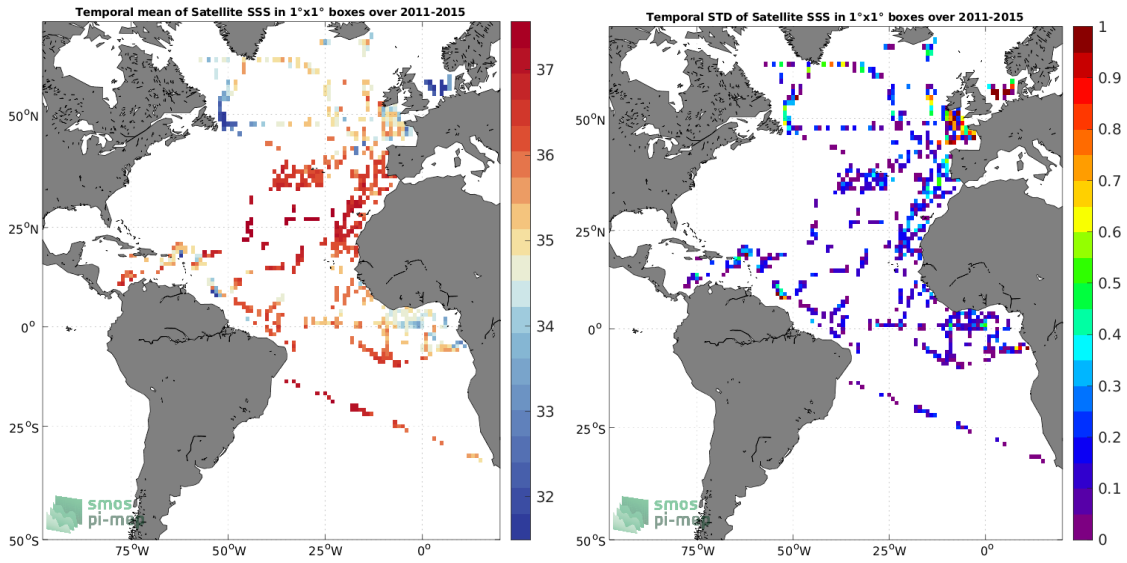 Temporal mean of Satellite SSS in 1°x1° boxes over 2011-2015
50°N
25°N
0°
25°S
50°S
75°W
50°W
25°W
0°
37
36
35
34
33
32
smos
pi-mep
Temporal STD of Satellite SSS in 1°x1° boxes over 2011-2015
50°N
25°N
0°
25°S
50°S
75°W
50°W
25°W
0°
1
0.9
0.8
0.7
0.6
0.5
0.4
0.3
0.2
0.1
0
smos
pi-mep